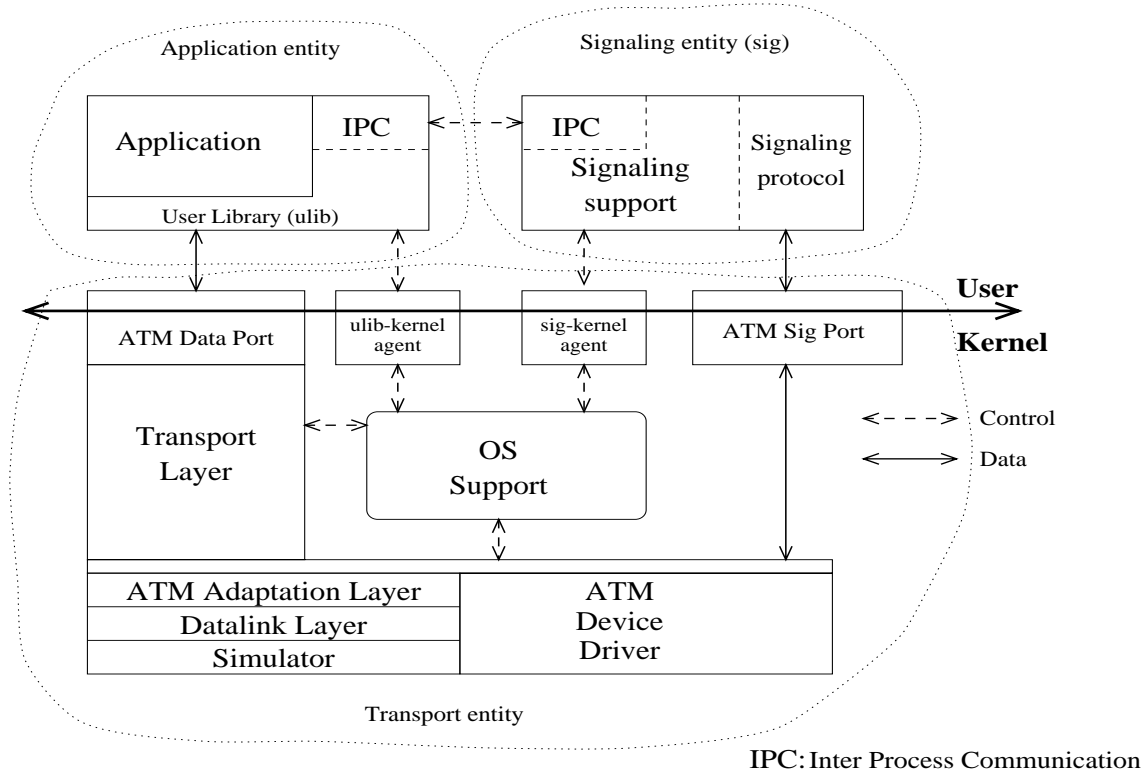 Application entity
Signaling entity (sig)
Application
IPC
IPC
Signaling
support
Signaling
protocol
User Library (ulib)
User
Kernel
ATM Data Port
ulib-kernel
agent
sig-kernel
agent
ATM Sig Port
Transport
Layer
OS
Support
Control
Data
ATM Adaptation Layer
Datalink Layer
Simulator
ATM
Device
Driver
Transport entity
IPC: Inter Process Communication